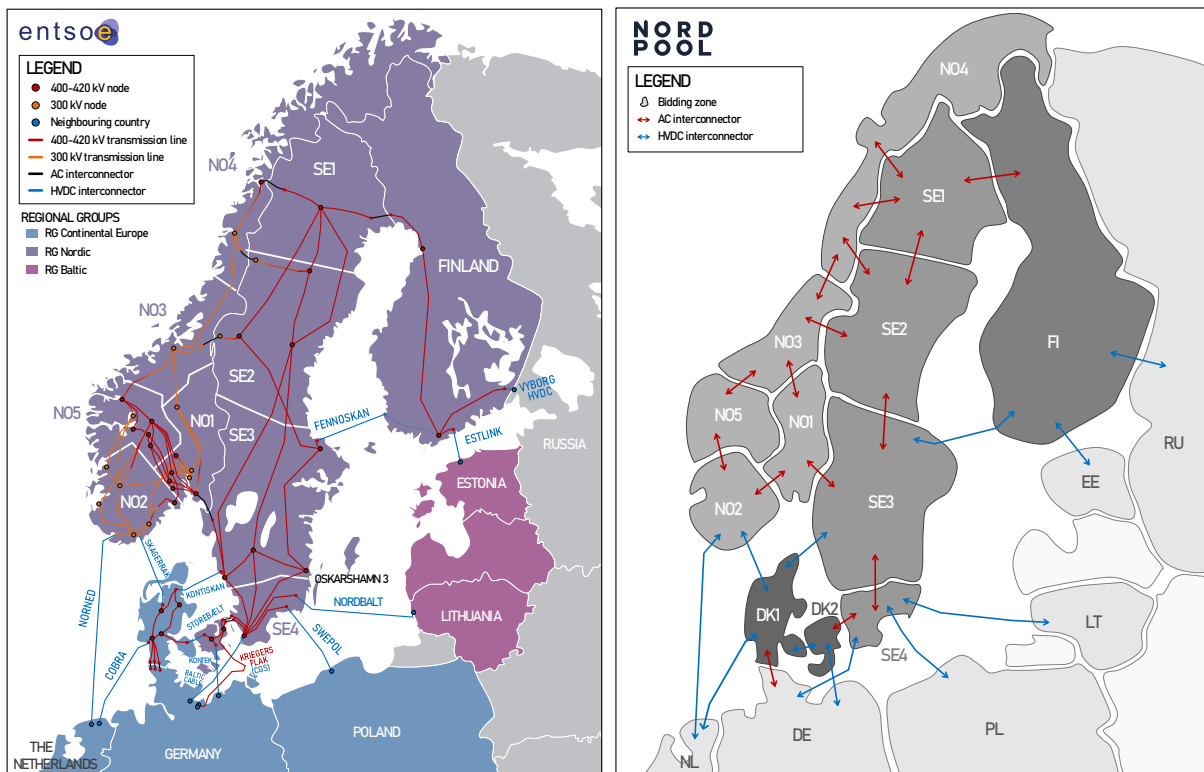 entsoe
LEGEND
400-420 kV node
300 kV node
Neighbouring country
400-420 kV transmission line
300 kV transmission line
AC interconnector
HVDC interconnector
REGIONAL GROUPS
RG Continental Europe
RG Nordic
RG Baltic
NO4
SE1
FINLAND
NO3
SE2
NO5
NO1
SE3
FENNOSKAN
VYBORG
HVDC
ESTLINK
RUSSIA
ESTONIA
NO2
SKAGERRAK
OSKARSHAMN 3
KONTISKAN
NORDBALT
LITHUANIA
NORNED
STOREBÆLT
SE4
SWEPOL
COBRA
KONTEK
KRIEGERS
FLAK
(CGS)
BALTIC
CABLE
POLAND
GERMANY
THE
NETHERLANDS
NORD
POOL
LEGEND
Bidding zone
AC interconnector
HVDC interconnector
NO4
SE1
SE2
NO3
FI
NO5
NO1
RU
EE
NO2
SE3
DK1
DK2
LT
SE4
DE
PL
NL